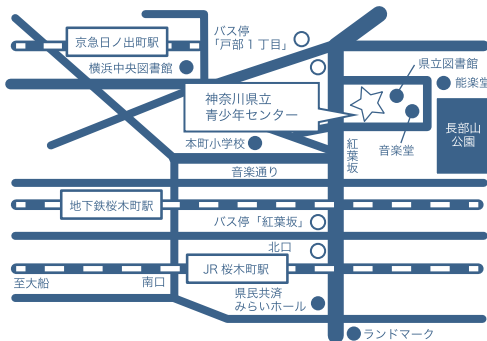 京急日ノ出町駅
バス停
「戸部1丁目」
横浜中央図書館
県立図書館
能楽堂
神奈川県立
青少年センター
長部山
公園
本町小学校
紅葉坂
音楽堂
音楽通り
地下鉄桜木町駅
バス停「紅葉坂」
北口
JR 桜木町駅
至大船
南口
県民共済
みらいホール
ランドマーク